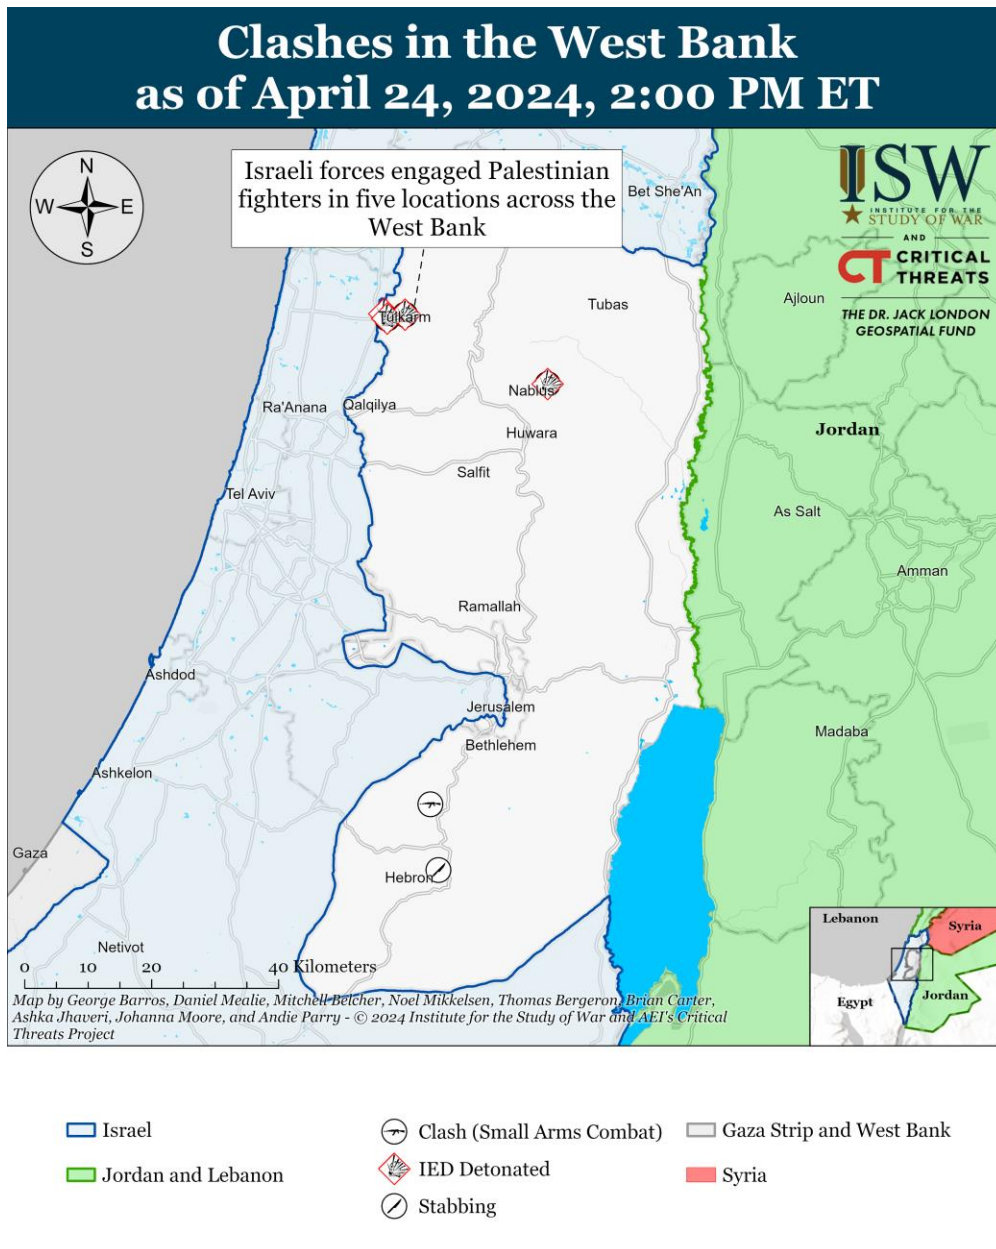 Clashes in the West Bank
as of April 24, 2024, 2:00 PM ET
N
W
E
S
Israeli forces engaged Palestinian
fighters in five locations across the
West Bank
Bet She'An
ISW
INSTITUTE FOR THE
STUDY OF WAR
AND
CT CRITICAL
THREATS
THE DR. JACK LONDON
GEOSPATIAL FUND
Ajloun
Tubas
Tulkarm
Nablus
Ra'Anana
Qalqilya
Huwara
Jordan
Salfit
Tel Aviv
As Salt
Amman
Ramallah
Ashdod
Jerusalem
Bethlehem
Madaba
Ashkelon
Gaza
Hebron
Netivot
Lebanon
Syria
Egypt
Jordan
0 10 20 40 Kilometers
Map by George Barros, Daniel Mealie, Mitchell Belcher, Noel Mikkelsen, Thomas Bergeron, Brian Carter,
Ashka Jhaveri, Johanna Moore, and Andie Parry - © 2024 Institute for the Study of War and AEI's Critical
Threats Project
Israel
Jordan and Lebanon
Clash (Small Arms Combat)
IED Detonated
Stabbing
Gaza Strip and West Bank
Syria